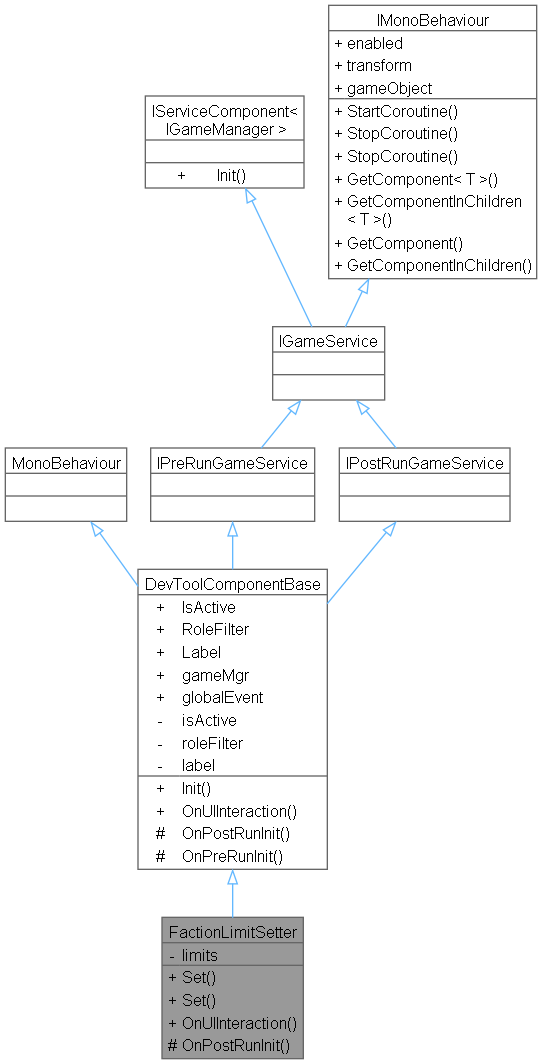 IMonoBehaviour
+ enabled
+ transform
+ gameObject
+ StartCoroutine()
+ StopCoroutine()
+ StopCoroutine()
+ GetComponent< T >()
+ GetComponentInChildren
< T >()
+ GetComponent()
+ GetComponentInChildren()
IServiceComponent<
IGameManager >
+ Init()
IGameService
MonoBehaviour
IPreRunGameService
IPostRunGameService
DevToolComponentBase
+ IsActive
+ RoleFilter
+ Label
+ gameMgr
+ globalEvent
- isActive
- roleFilter
- label
+ Init()
+ OnUIInteraction()
# OnPostRunInit()
# OnPreRunInit()
FactionLimitSetter
- limits
+ Set()
+ Set()
+ OnUIInteraction()
# OnPostRunInit()